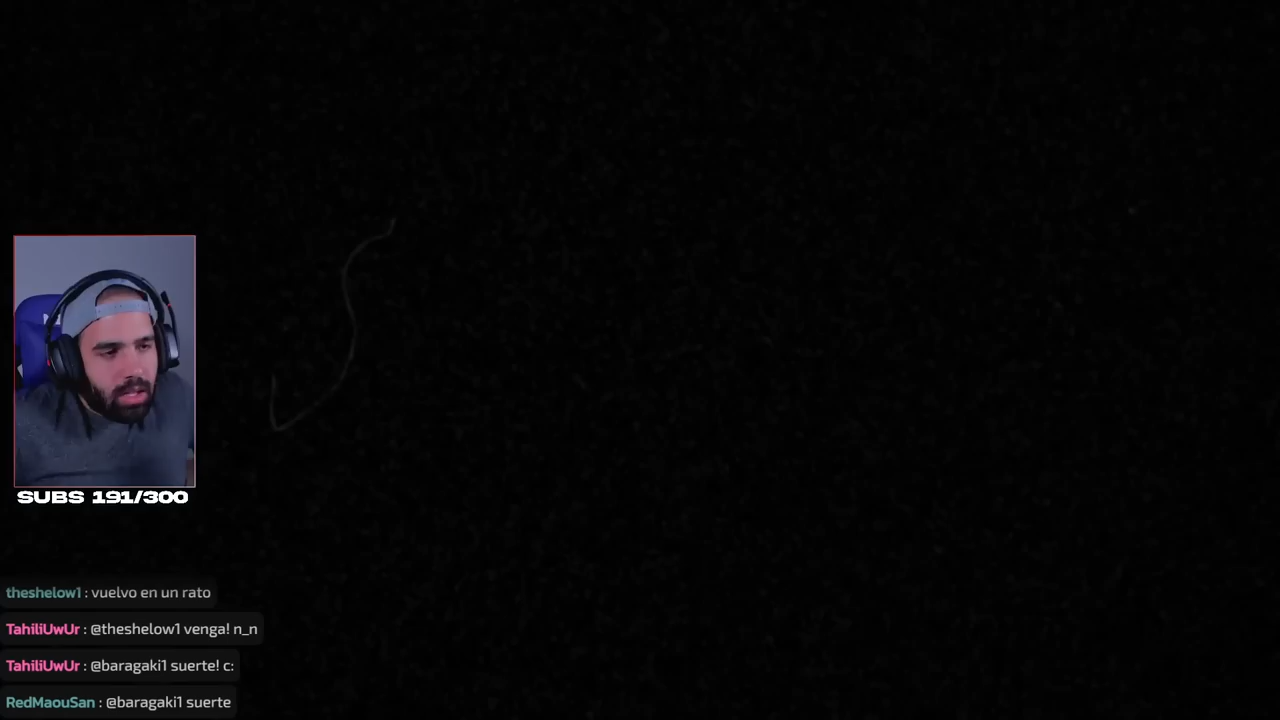 SUBS 191/300
theshelow1 : vuelvo en un rato
TahiliUwUr : @theshelow1 venga! n_n
TahiliUwUr : @baragaki1 suerte! c:
RedMaouSan : @baragaki1 suerte